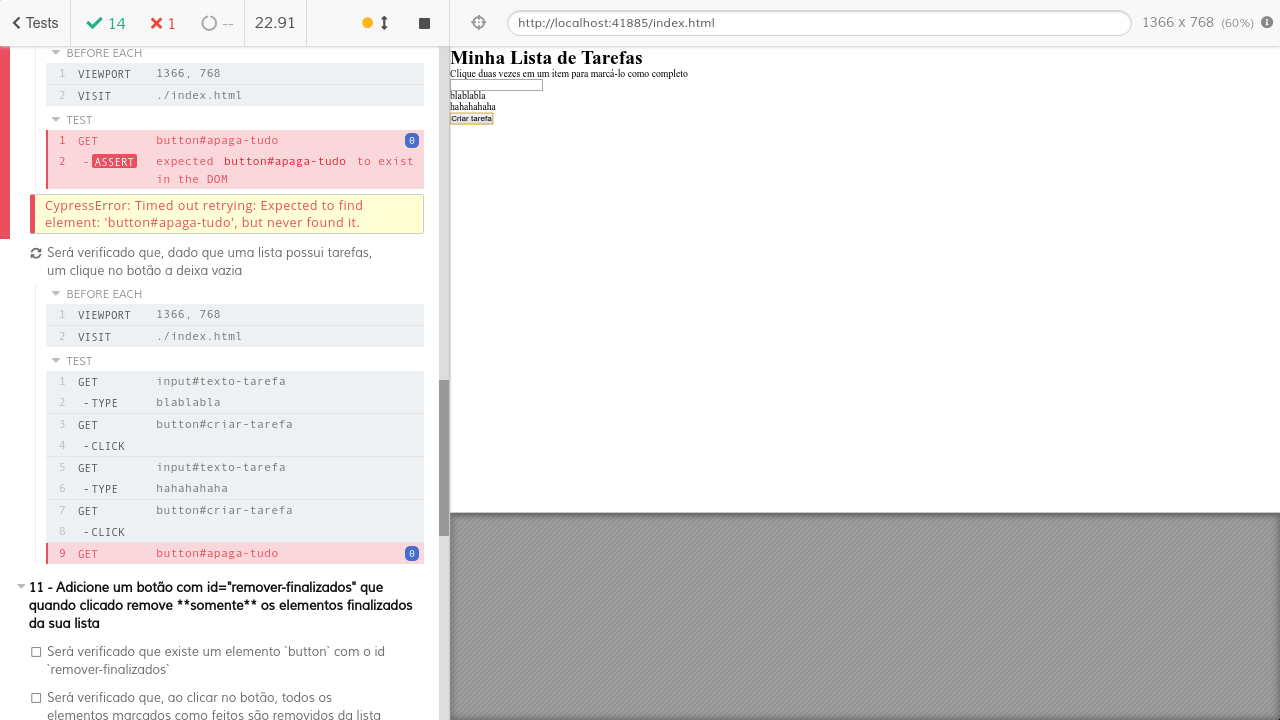 Tests 14 1 -- 22.91 http://localhost:41885/index.html 1366 x 768 (60%)
BEFORE EACH
1 VIEWPORT 1366, 768
2 VISIT ./index.html
TEST
1 GET button#apaga-tudo 0
2 -ASSERT expected button#apaga-tudo to exist
in the DOM
CypressError: Timed out retrying: Expected to find
element: 'button#apaga-tudo', but never found it.
Será verificado que, dado que uma lista possui tarefas,
um clique no botão a deixa vazia
BEFORE EACH
1 VIEWPORT 1366, 768
2 VISIT ./index.html
TEST
1 GET input#texto-tarefa
2 -TYPE blablabla
3 GET button#criar-tarefa
4 -CLICK
5 GET input#texto-tarefa
6 -TYPE hahahahaha
7 GET button#criar-tarefa
8 -CLICK
9 GET button#apaga-tudo 0
11 - Adicione um botão com id="remover-finalizados" que
quando clicado remove **somente** os elementos finalizados
da sua lista
Será verificado que existe um elemento `button` com o id
`remover-finalizados`
Será verificado que, ao clicar no botão, todos os
elementos marcados como feitos são removidos da lista
Minha Lista de Tarefas
Clique duas vezes em um item para marcá-lo como completo
blablabla
hahahahaha
Criar tarefa